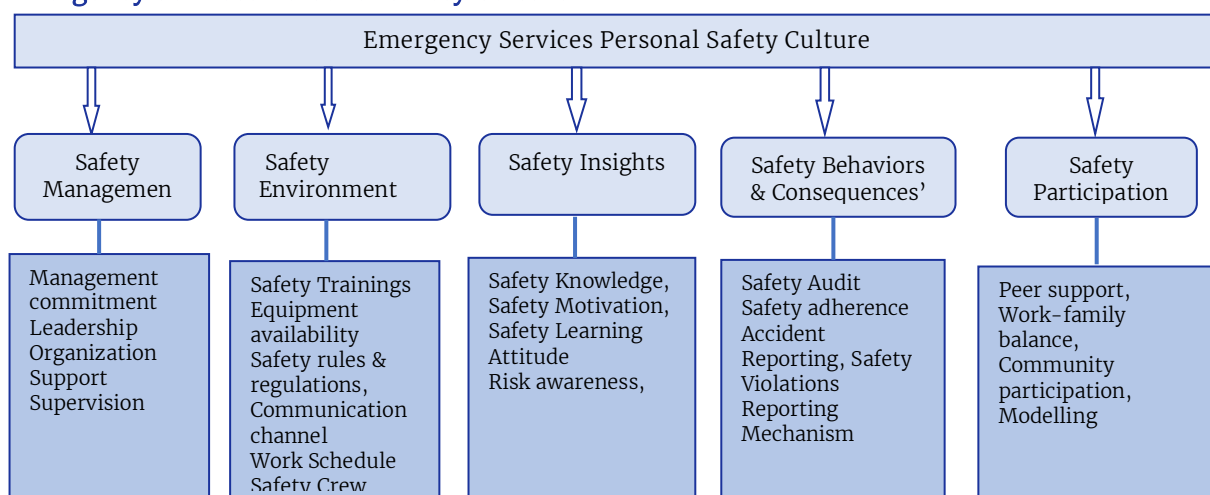 Emergency Services Personal Safety Culture
Safety
Managemen
Safety
Environment
Safety Insights
Safety Behaviors
& Consequences’
Safety
Participation
Management
commitment
Leadership
Organization
Support
Supervision
Safety Trainings
Equipment
availability
Safety rules &
regulations,
Communication
channel
Work Schedule
Safety Crew
Safety Knowledge,
Safety Motivation,
Safety Learning
Attitude
Risk awareness,
Safety Audit
Safety adherence
Accident
Reporting, Safety
Violations
Reporting
Mechanism
Peer support,
Work-family
balance,
Community
participation,
Modelling